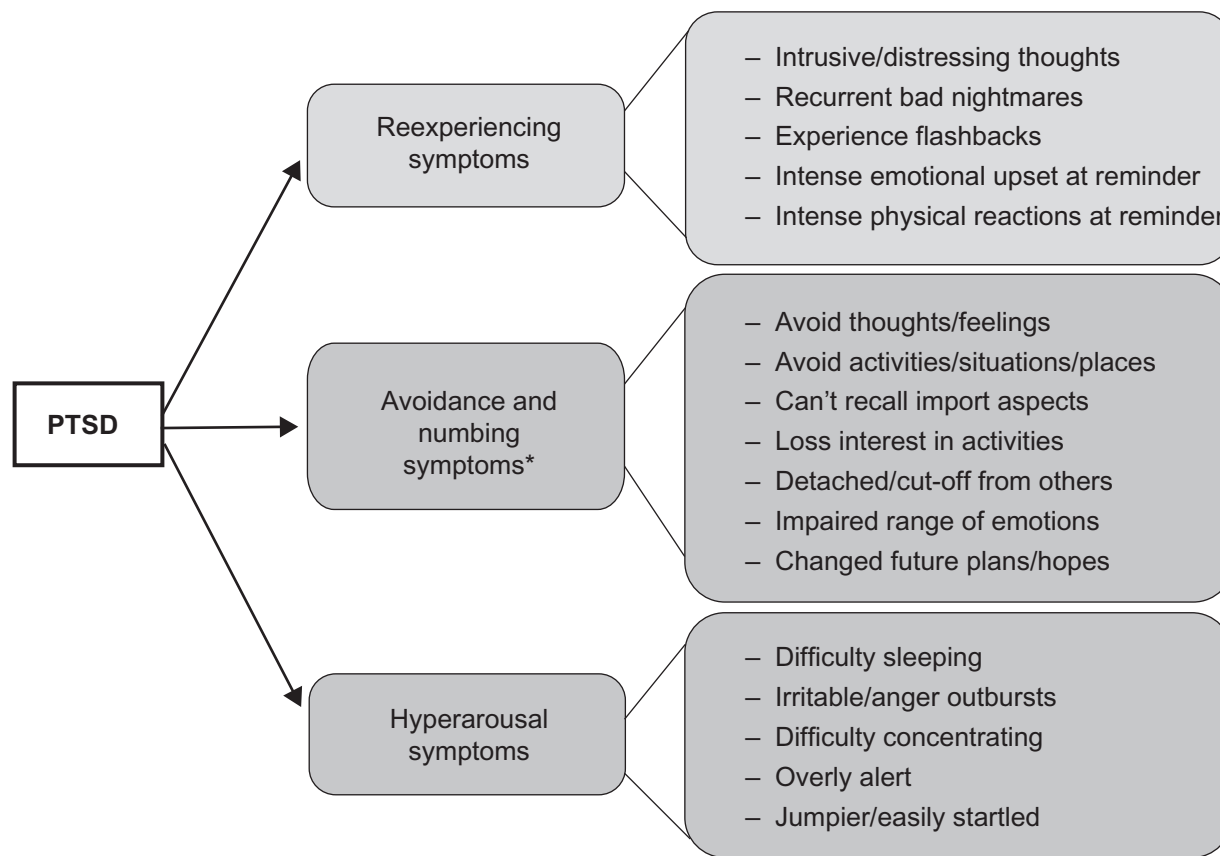 PTSD
Reexperiencing
symptoms
– Intrusive/distressing thoughts
– Recurrent bad nightmares
– Experience flashbacks
– Intense emotional upset at reminder
– Intense physical reactions at reminder
Avoidance and
numbing
symptoms*
– Avoid thoughts/feelings
– Avoid activities/situations/places
– Can’t recall import aspects
– Loss interest in activities
– Detached/cut-off from others
– Impaired range of emotions
– Changed future plans/hopes
Hyperarousal
symptoms
– Difficulty sleeping
– Irritable/anger outbursts
– Difficulty concentrating
– Overly alert
– Jumpier/easily startled